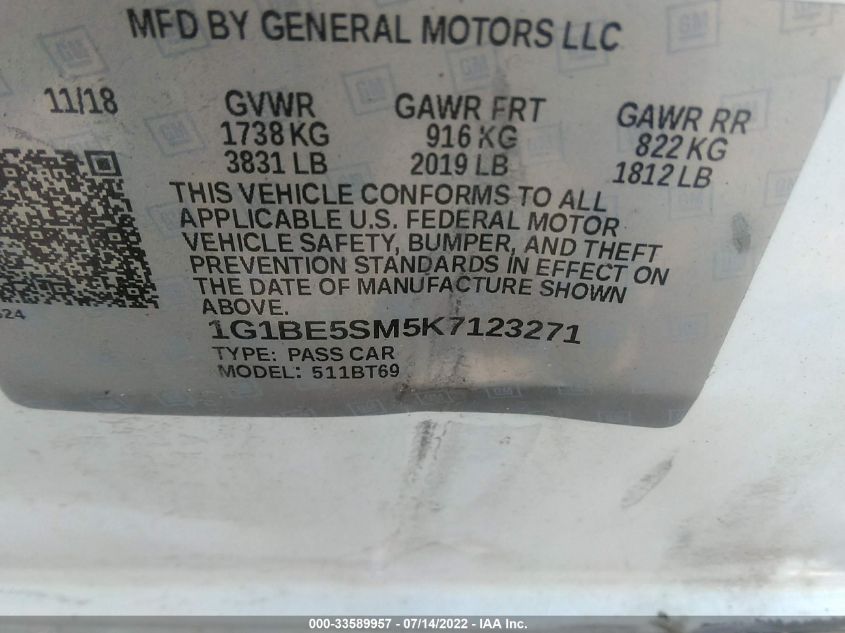 MFD BY GENERAL MOTORS LLC
11/18 GVWR GAWR FRT GAWR RR
1738 KG 916 KG 822 KG
3831 LB 2019 LB 1812 LB
THIS VEHICLE CONFORMS TO ALL
APPLICABLE U.S. FEDERAL MOTOR
VEHICLE SAFETY, BUMPER, AND THEFT
PREVENTION STANDARDS IN EFFECT ON
THE DATE OF MANUFACTURE SHOWN
ABOVE.
1G1BE5SM5K7123271
TYPE: PASS CAR
MODEL: 511BT69
000-33589957 - 07/14/2022 - IAA Inc.